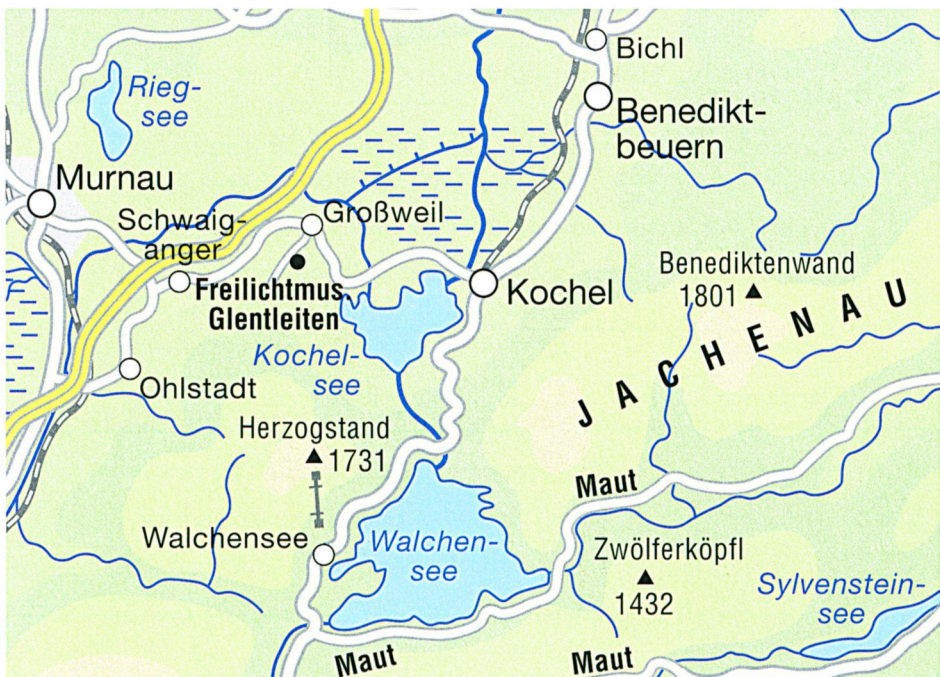 Bichl
Rieg-
see
Benedikt-
beuern
Murnau
Schwaig-
anger
Großweil
Freilichtmus
Glentleiten
Kochel
Benediktenwand
1801
JACHENAU
Kochel-
see
Ohlstadt
Herzogstand
1731
Maut
Walchensee
Walchen-
see
Zwölferköpfl
1432
Sylvenstein-
see
Maut
Maut